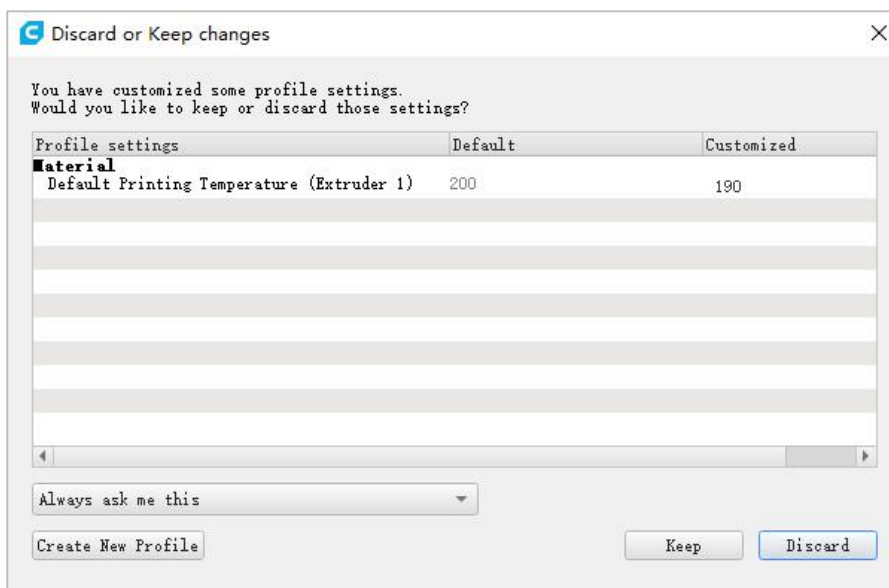 Discard or Keep changes
You have customized some profile settings.
Would you like to keep or discard those settings?
Profile settings Default Customized
Material
Default Printing Temperature (Extruder 1) 200 190
Always ask me this
Create New Profile Keep Discard